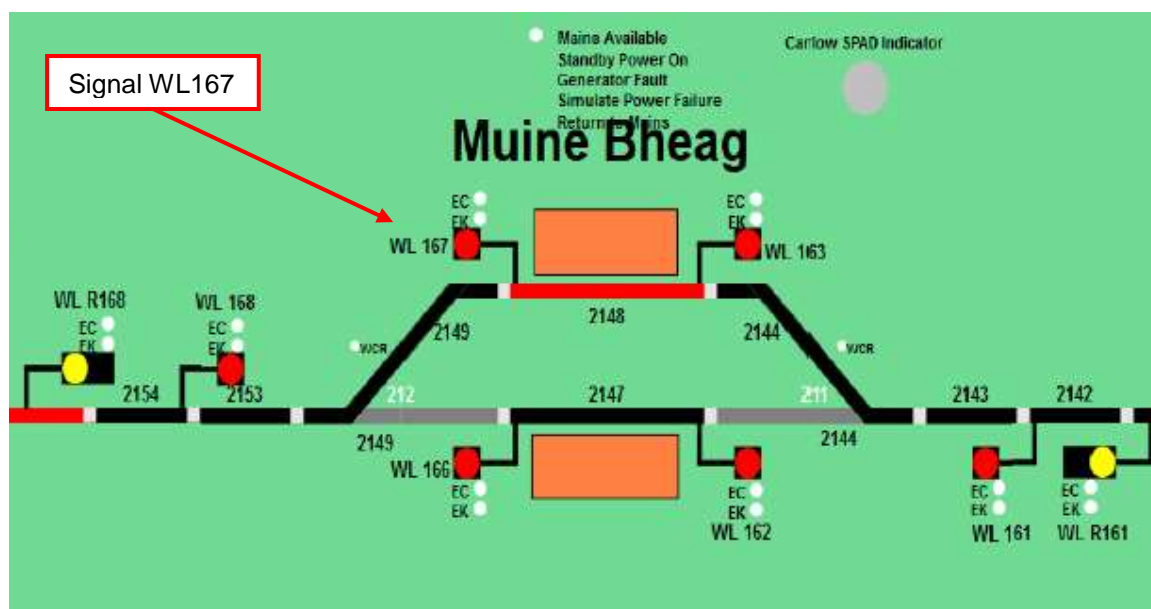 Mains Available
Standby Power On
Generator Fault
Simulate Power Failure
Return to Mains
Carlow SPAD Indicator
Signal WL167
Muine Bheag
EC
EK
WL 167
EC
EK
WL 163
WL R168
EC
EK
WL 168
EC
EK
2149
2148
2144
WCR
WCR
2154
2153
212
2147
211
2143
2142
2149
2144
WL 166
EC
EK
EC
EK
WL 162
EC
EK
WL 161
EC
EK
WL R161